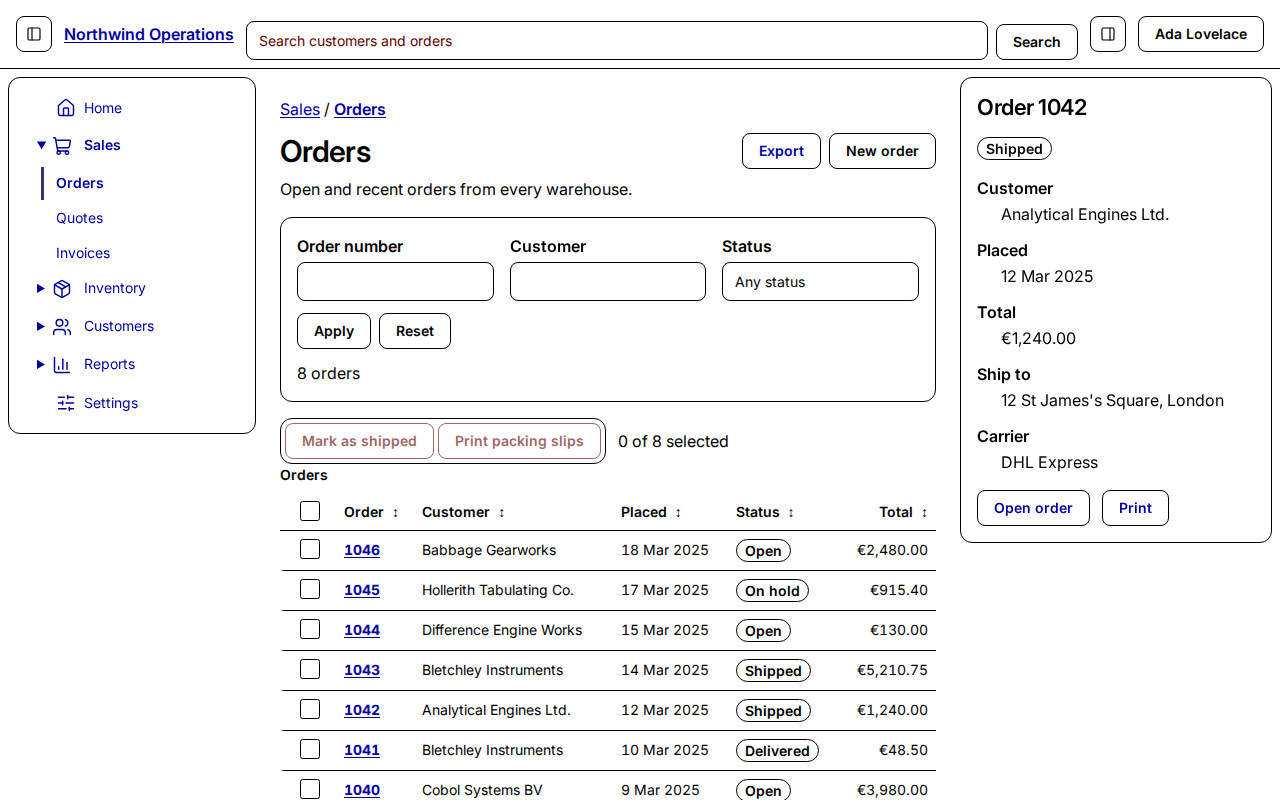 Northwind Operations
Search customers and orders
Search
Ada Lovelace
Home
Sales
Orders
Quotes
Invoices
Inventory
Customers
Reports
Settings
Sales / Orders
Orders
Export
New order
Open and recent orders from every warehouse.
Order number Customer Status
Any status
Apply Reset
8 orders
Mark as shipped Print packing slips 0 of 8 selected
Orders
Order ↕ Customer ↕ Placed ↕ Status ↕ Total ↕
1046 Babbage Gearworks 18 Mar 2025 Open €2,480.00
1045 Hollerith Tabulating Co. 17 Mar 2025 On hold €915.40
1044 Difference Engine Works 15 Mar 2025 Open €130.00
1043 Bletchley Instruments 14 Mar 2025 Shipped €5,210.75
1042 Analytical Engines Ltd. 12 Mar 2025 Shipped €1,240.00
1041 Bletchley Instruments 10 Mar 2025 Delivered €48.50
1040 Cobol Systems BV 9 Mar 2025 Open €3,980.00
Order 1042
Shipped
Customer
Analytical Engines Ltd.
Placed
12 Mar 2025
Total
€1,240.00
Ship to
12 St James's Square, London
Carrier
DHL Express
Open order Print